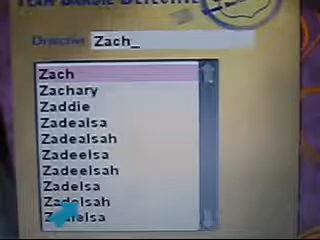 TEAM BARBIE DETECTIVE
Detective Zach_
Zach
Zachary
Zaddie
Zadealsa
Zadealsah
Zadeelsa
Zadeelsah
Zadelsa
Zadelsah